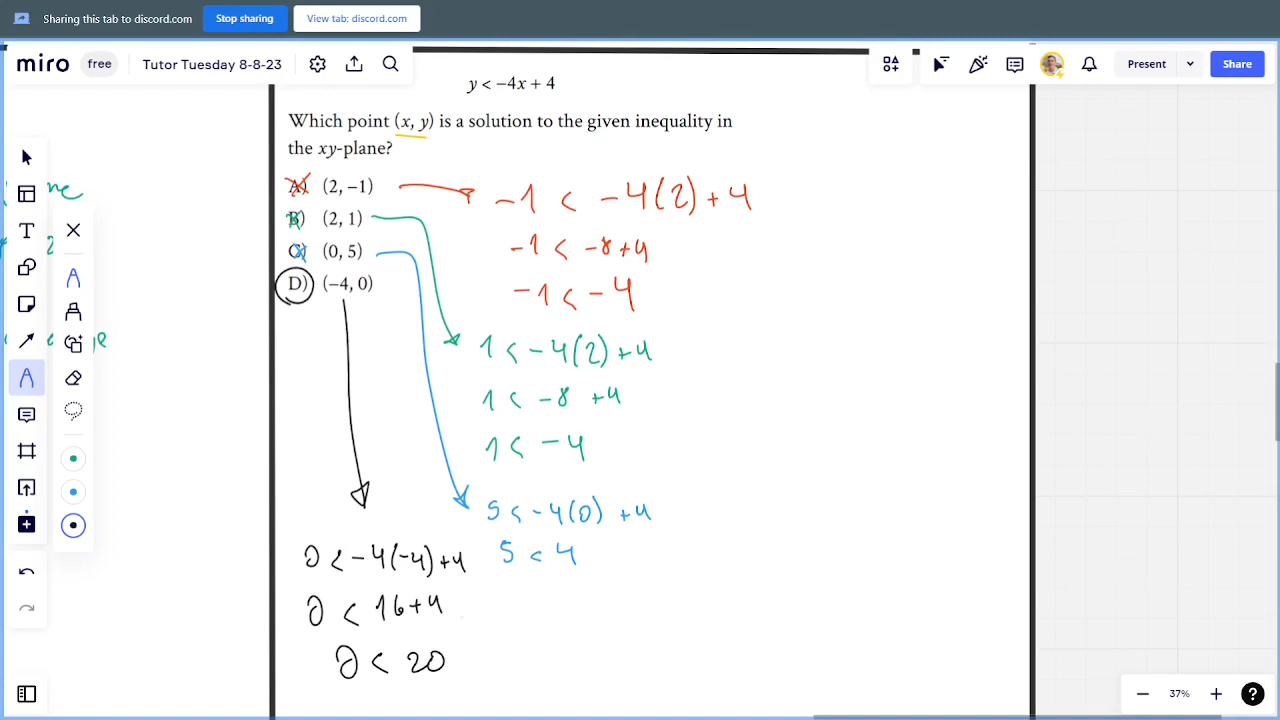 Sharing this tab to discord.com Stop sharing View tab: discord.com
miro free Tutor Tuesday 8-8-23 Present Share
y < −4x + 4
Which point (x, y) is a solution to the given inequality in
the xy-plane?
A) (2, −1)
B) (2, 1)
C) (0, 5)
D) (−4, 0)
-1 < -4(2)+4
-1 < -8+4
-1 < -4
1 < -4(2)+4
1 < -8 +4
1 < -4
5 < -4(0) +4
5 < 4
0 < -4(-4)+4
0 < 16+4
0 < 20
37%